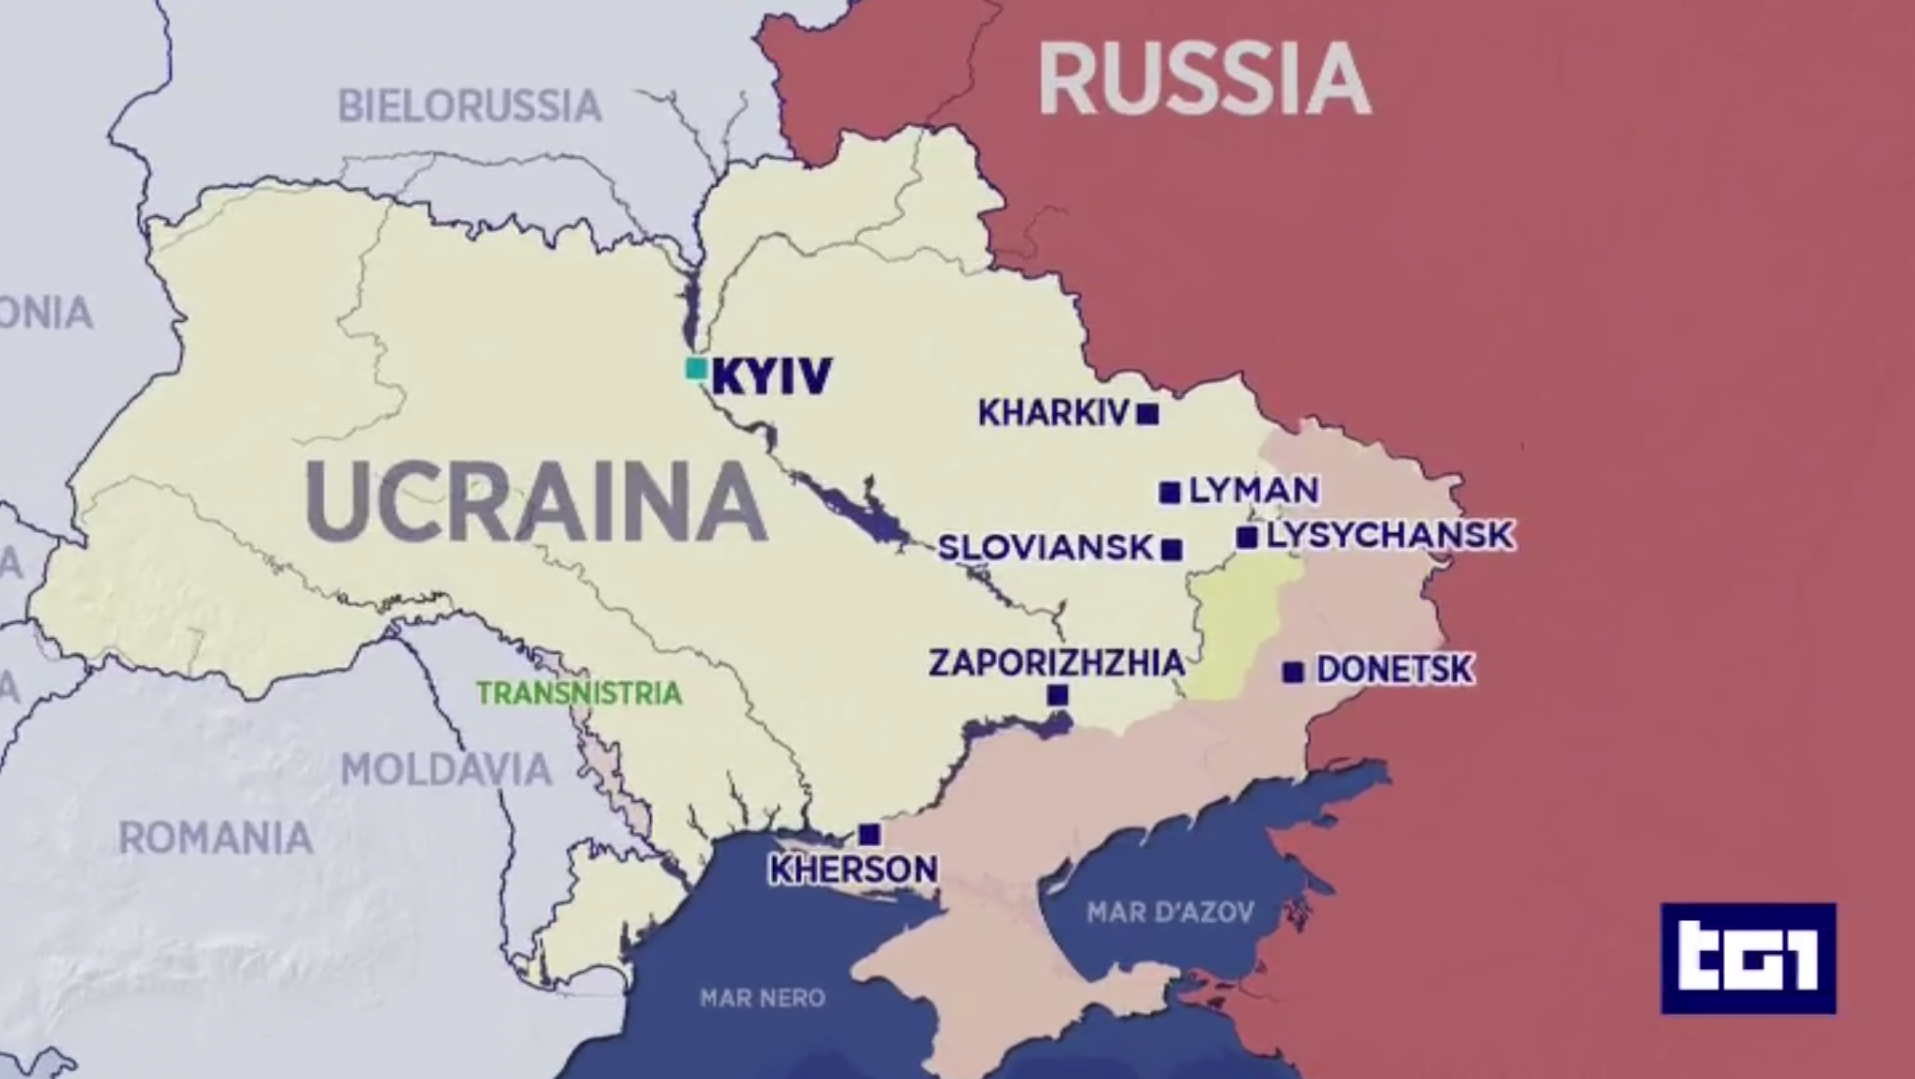 RUSSIA
BIELORUSSIA
ONIA
KYIV
KHARKIV
UCRAINA
LYMAN
LYSYCHANSK
SLOVIANSK
A
ZAPORIZHZHIA
DONETSK
A
TRANSNISTRIA
MOLDAVIA
ROMANIA
KHERSON
MAR D'AZOV
MAR NERO
tG1